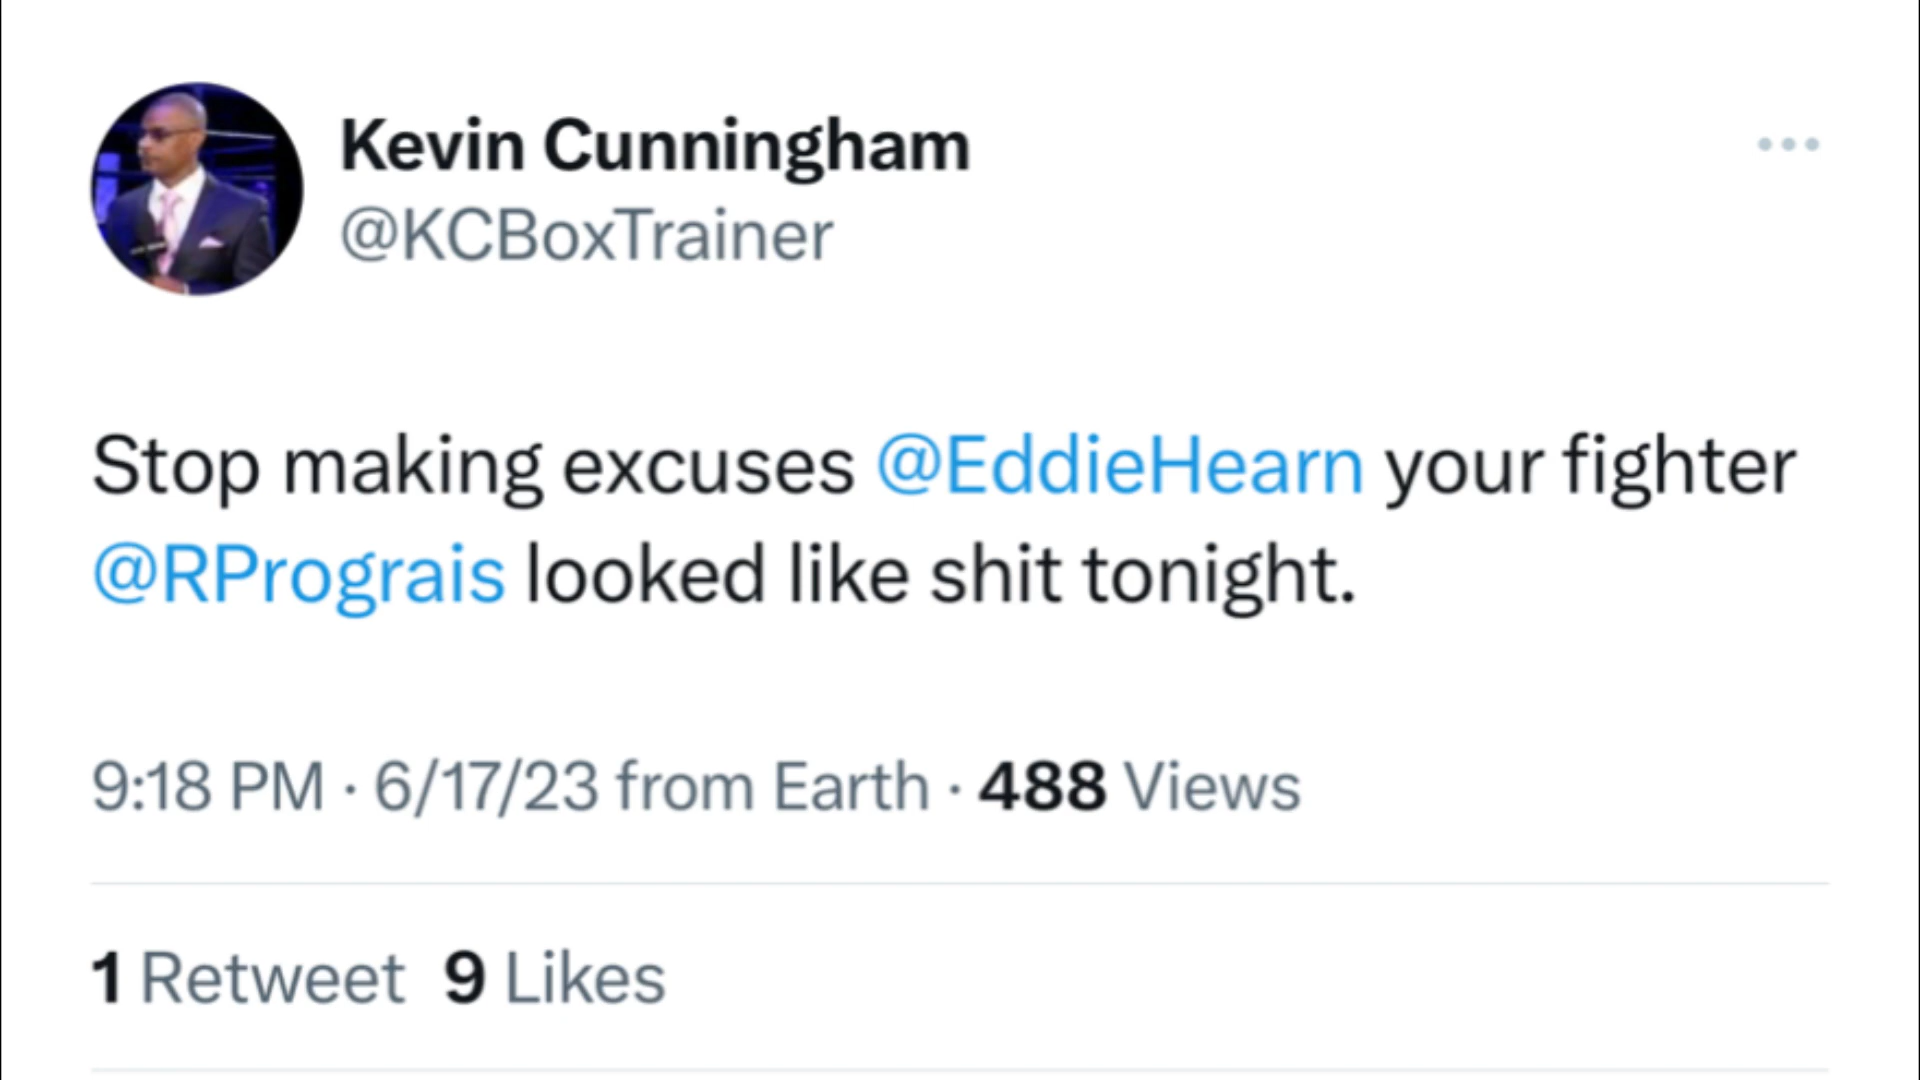 Kevin Cunningham
@KCBoxTrainer
Stop making excuses @EddieHearn your fighter
@RPrograis looked like shit tonight.
9:18 PM · 6/17/23 from Earth · 488 Views
1 Retweet 9 Likes